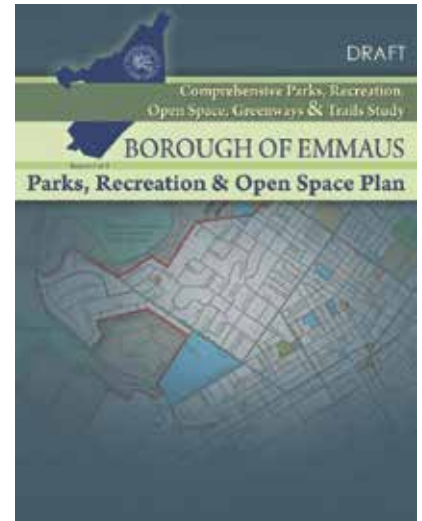 DRAFT
Comprehensive Parks, Recreation,
Open Space, Greenways & Trails Study
BOROUGH OF EMMAUS
Parks, Recreation & Open Space Plan